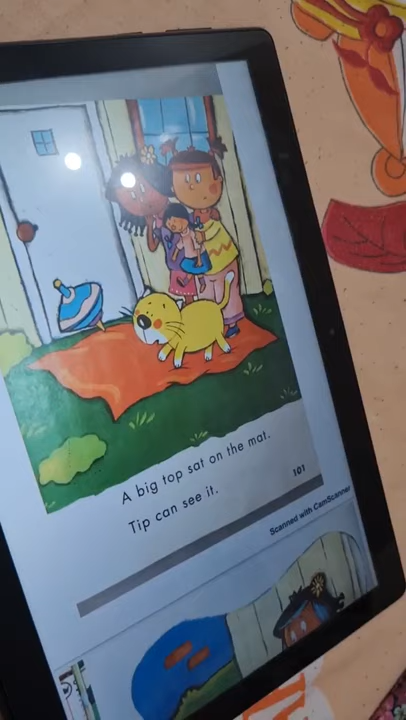 A big top sat on the mat.
Tip can see it.
101
Scanned with CamScanner